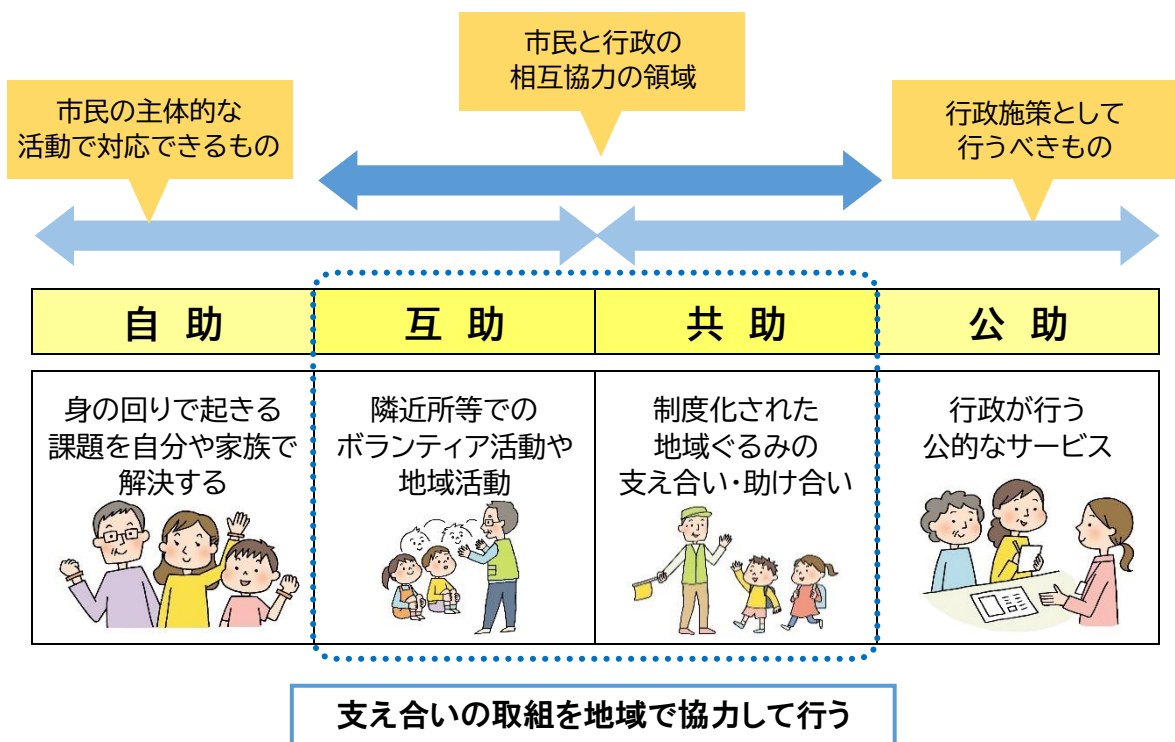 市民と行政の
相互協力の領域
市民の主体的な
活動で対応できるもの
行政施策として
行うべきもの
自 助
互 助
共 助
公 助
身の回りで起きる
課題を自分や家族で
解決する
隣近所等での
ボランティア活動や
地域活動
制度化された
地域ぐるみの
支え合い・助け合い
行政が行う
公的なサービス
支え合いの取組を地域で協力して行う